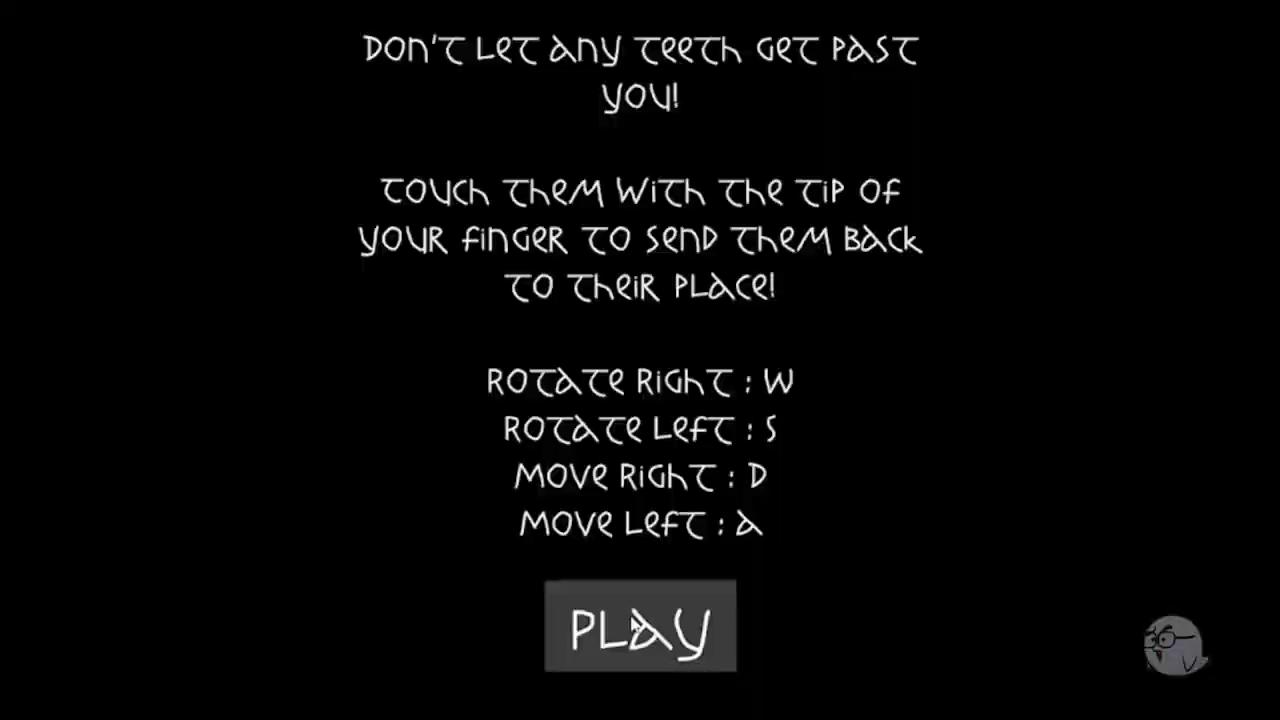 Don't let any teeth get past
you!
Touch them with the tip of
your finger to send them back
to their place!
Rotate Right : W
Rotate Left : S
Move Right : D
Move Left : A
PLAY